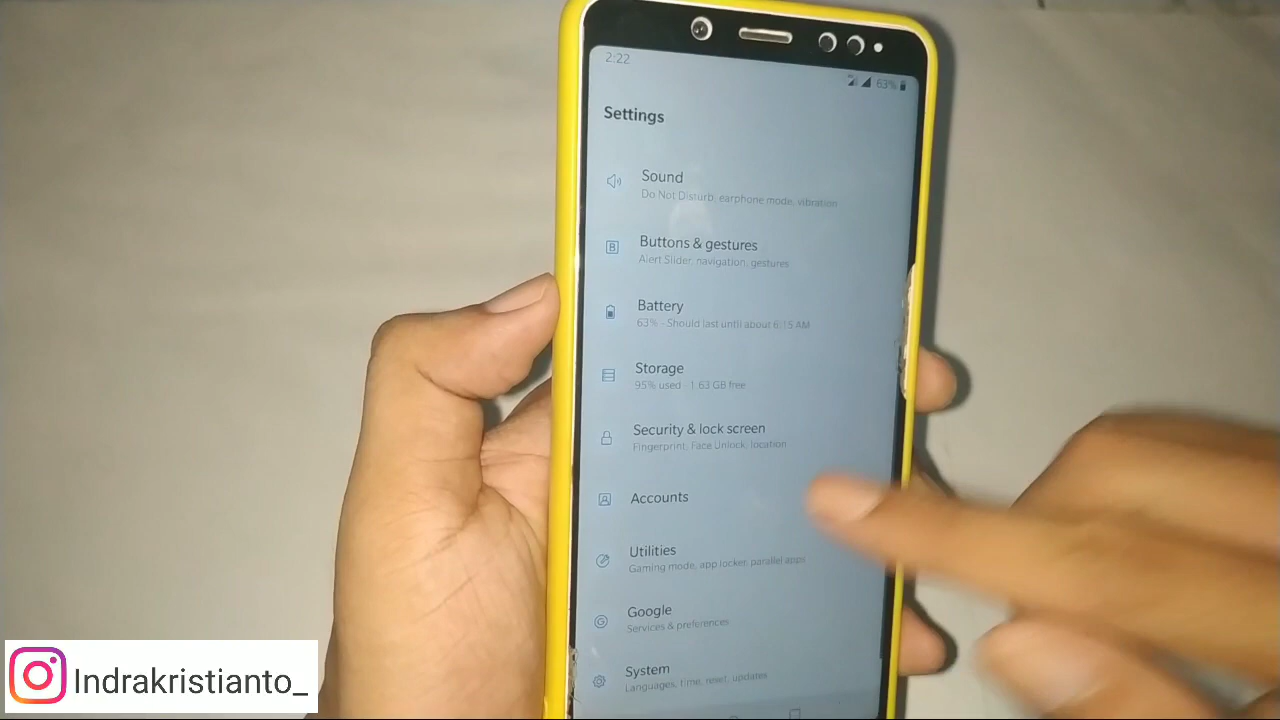 2:22
63%
Settings
Sound
Do Not Disturb, earphone mode, vibration
B
Buttons & gestures
Alert Slider, navigation, gestures
Battery
63% - Should last until about 6:15 AM
Storage
95% used - 1.63 GB free
Security & lock screen
Fingerprint, Face Unlock, location
Accounts
Utilities
Gaming mode, app locker, parallel apps
G
Google
Services & preferences
System
Languages, time, reset, updates
Indrakristianto_